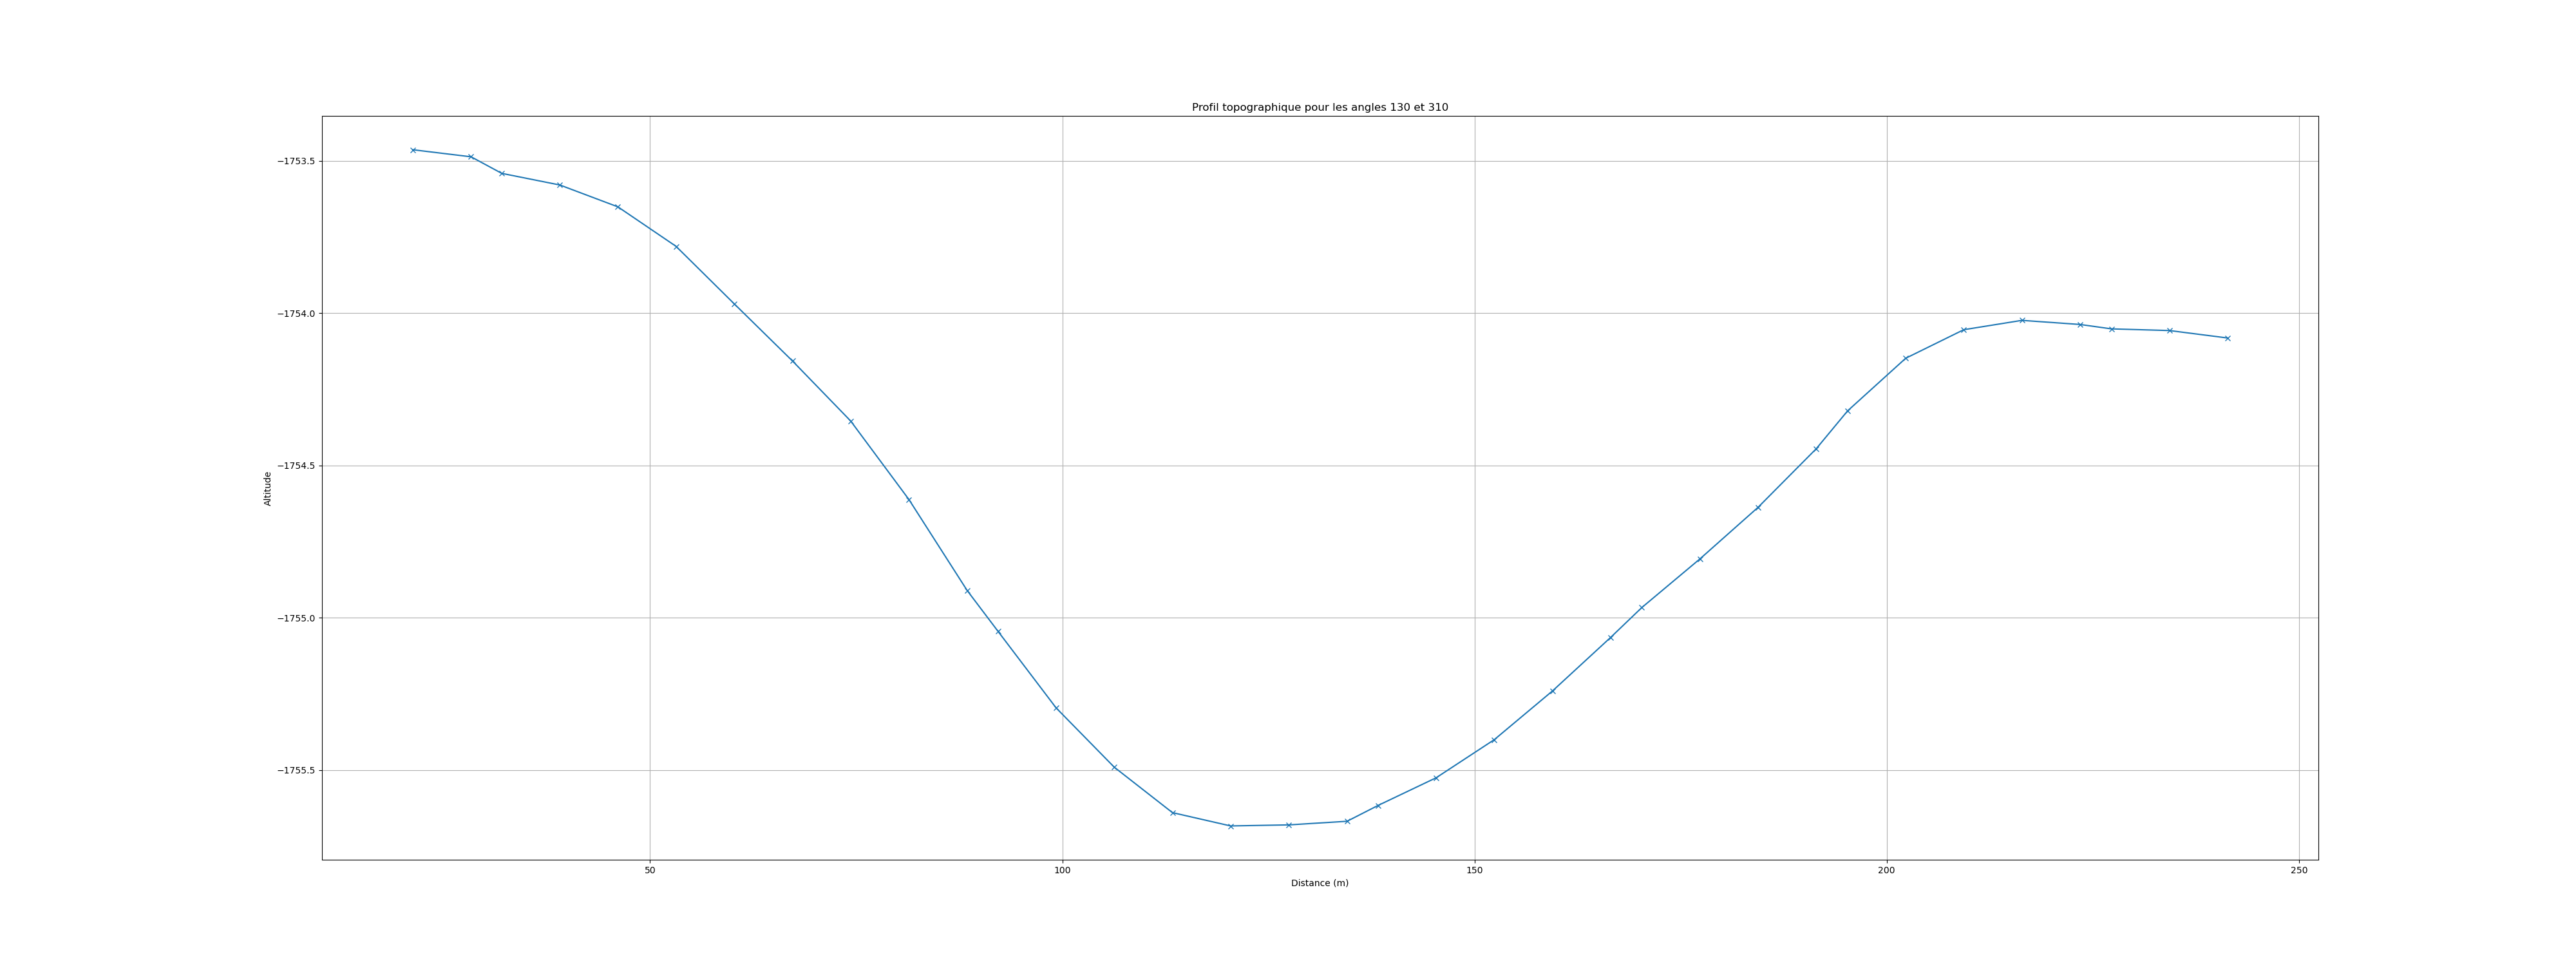 Profil topographique pour les angles 130 et 310
−1753.5
−1754.0
−1754.5
−1755.0
−1755.5
Altitude
50 100 150 200 250
Distance (m)